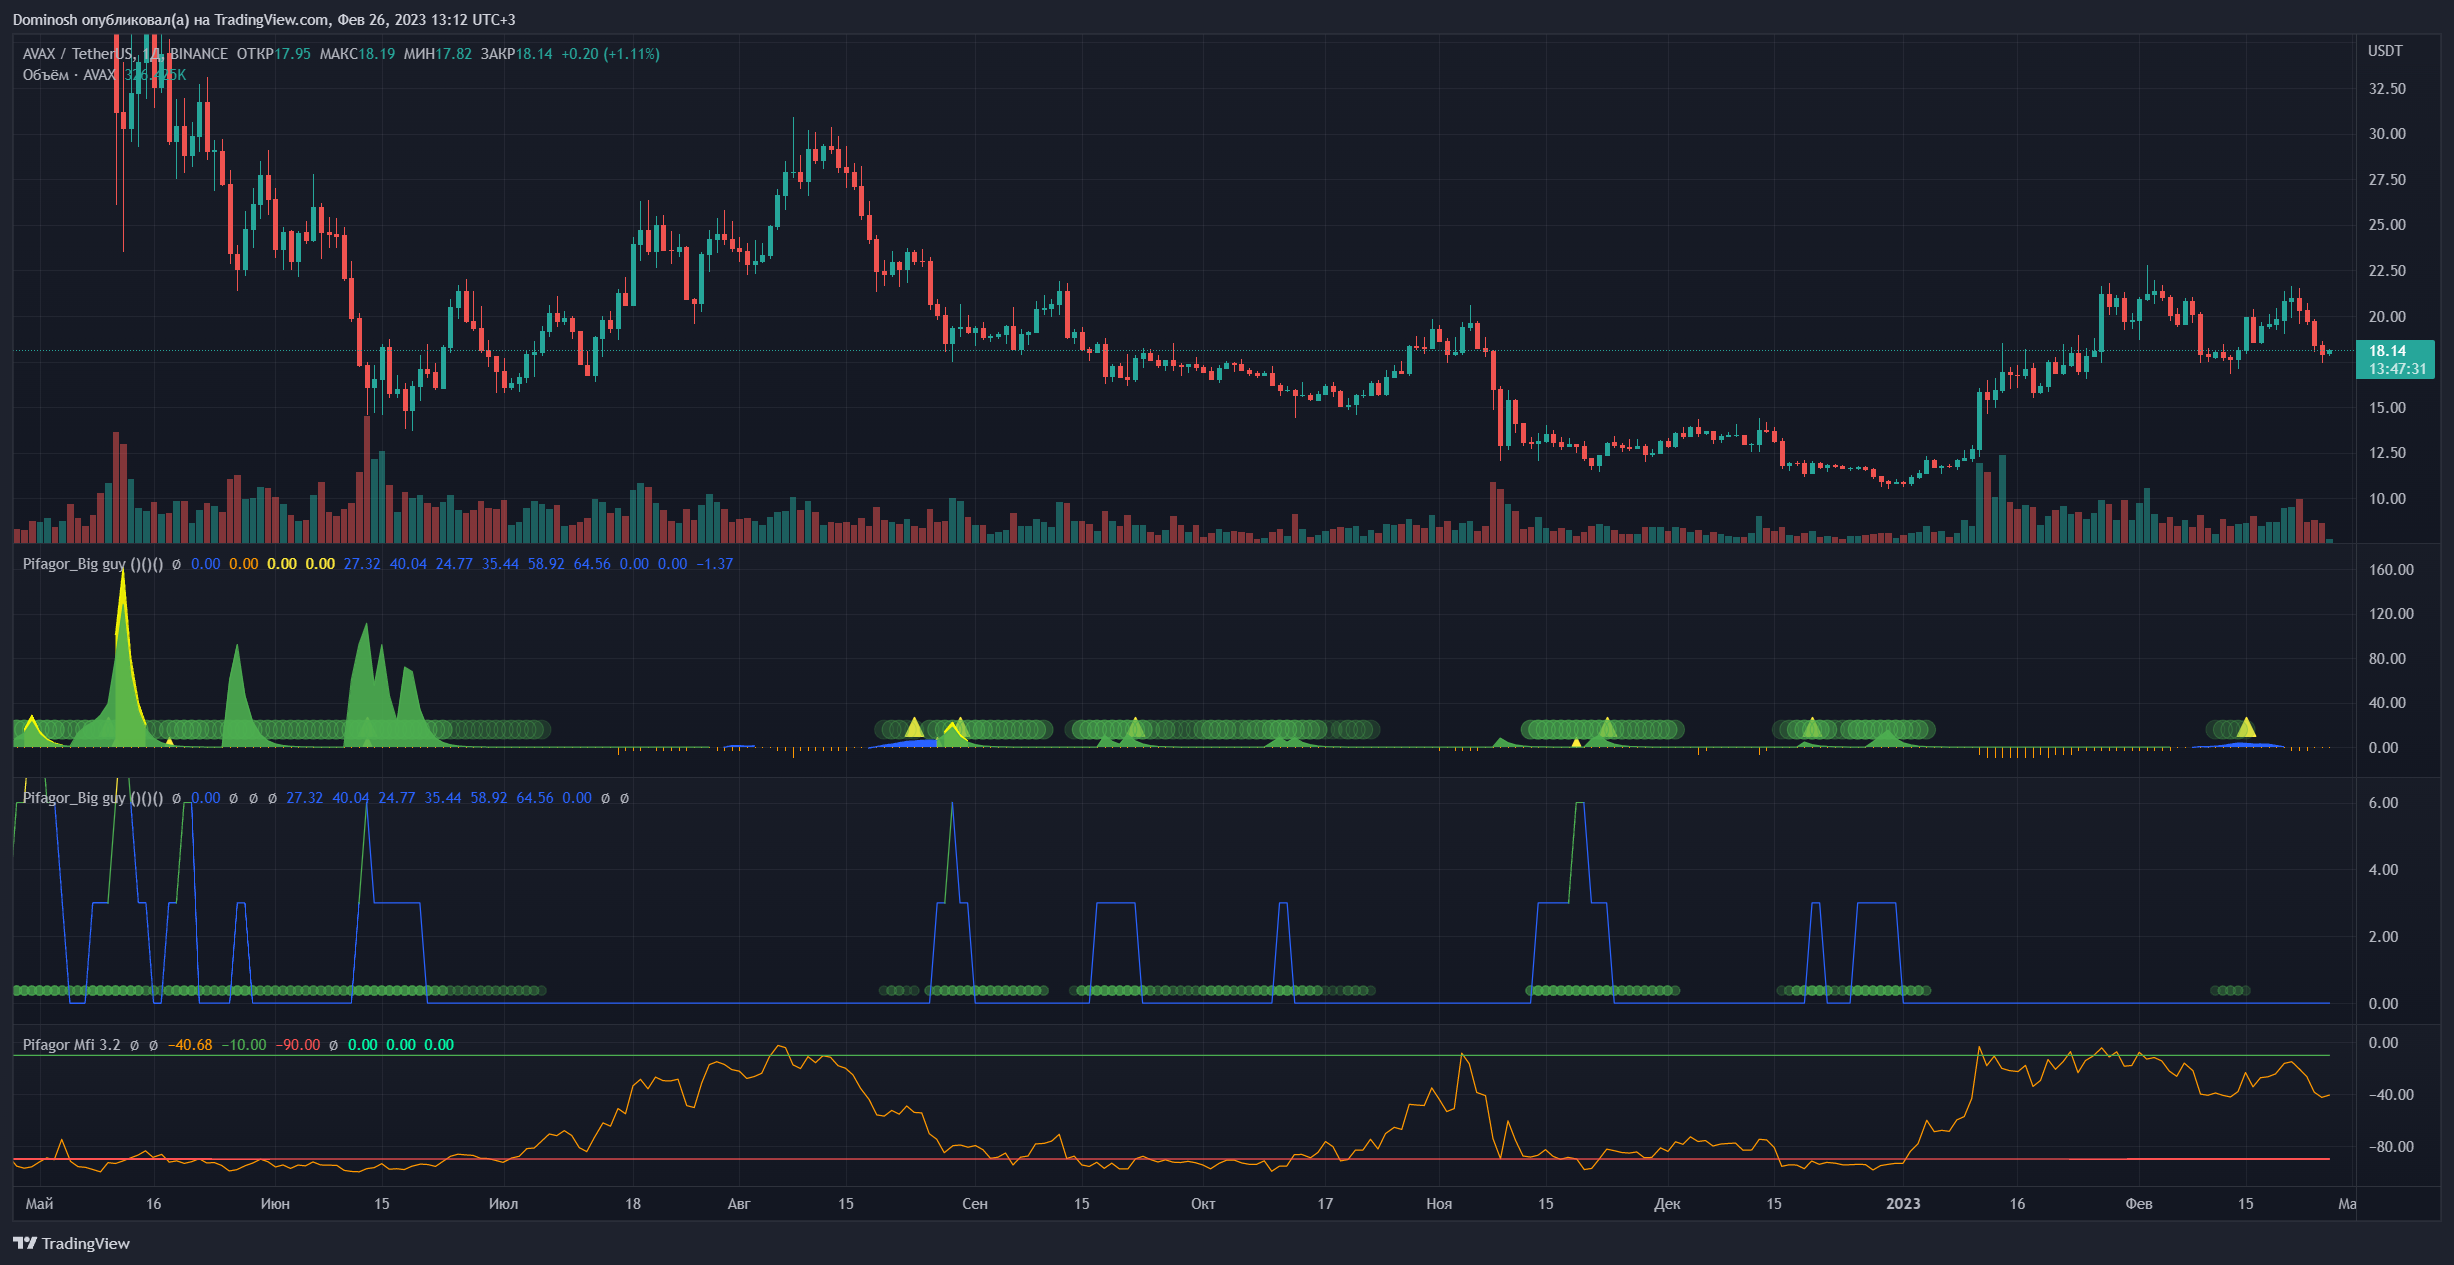 Dominosh опубликовал(а) на TradingView.com, Фев 26, 2023 13:12 UTC+3
AVAX / TetherUS, 1Д, BINANCE ОТКР17.95 МАКС18.19 МИН17.82 ЗАКР18.14 +0.20 (+1.11%)
Объём · AVAX 326.425K
USDT
32.50
30.00
27.50
25.00
22.50
20.00
18.14
13:47:31
15.00
12.50
10.00
Pifagor_Big guy ()()() ø 0.00 0.00 0.00 0.00 27.32 40.04 24.77 35.44 58.92 64.56 0.00 0.00 −1.37
160.00
120.00
80.00
40.00
0.00
Pifagor_Big guy ()()() ø 0.00 ø ø ø 27.32 40.04 24.77 35.44 58.92 64.56 0.00 ø ø
6.00
4.00
2.00
0.00
Pifagor Mfi 3.2 ø ø −40.68 −10.00 −90.00 ø 0.00 0.00 0.00
0.00
−40.00
−80.00
Май 16 Июн 15 Июл 18 Авг 15 Сен 15 Окт 17 Ноя 15 Дек 15 2023 16 Фев 15 Ма
TradingView